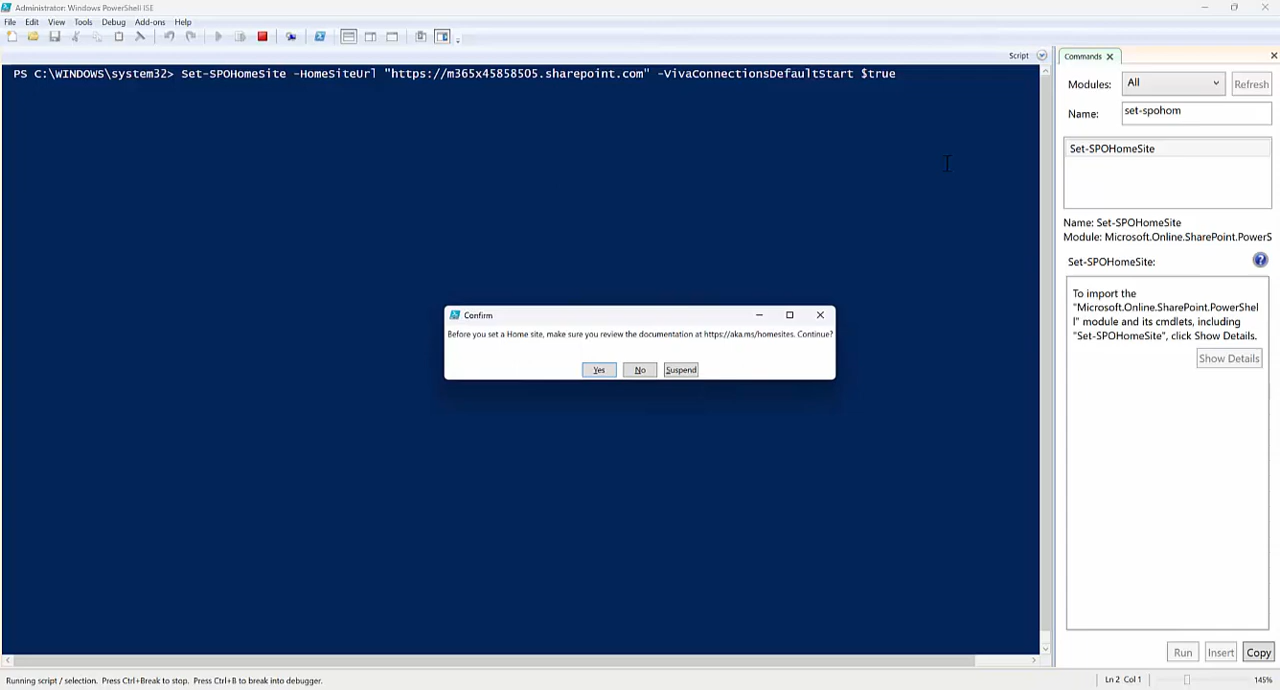 Administrator: Windows PowerShell ISE
File Edit View Tools Debug Add-ons Help
Script
PS C:\WINDOWS\system32> Set-SPOHomeSite -HomeSiteUrl "https://m365x45858505.sharepoint.com" -VivaConnectionsDefaultStart $true
Commands
Modules: All Refresh
Name: set-spohom
Set-SPOHomeSite
Name: Set-SPOHomeSite
Module: Microsoft.Online.SharePoint.PowerS
Set-SPOHomeSite:
To import the
"Microsoft.Online.SharePoint.PowerShel
l" module and its cmdlets, including
"Set-SPOHomeSite", click Show Details.
Show Details
Confirm
Before you set a Home site, make sure you review the documentation at https://aka.ms/homesites. Continue?
Yes No Suspend
Run Insert Copy
Running script / selection. Press Ctrl+Break to stop. Press Ctrl+B to break into debugger.
Ln 2 Col 1 145%